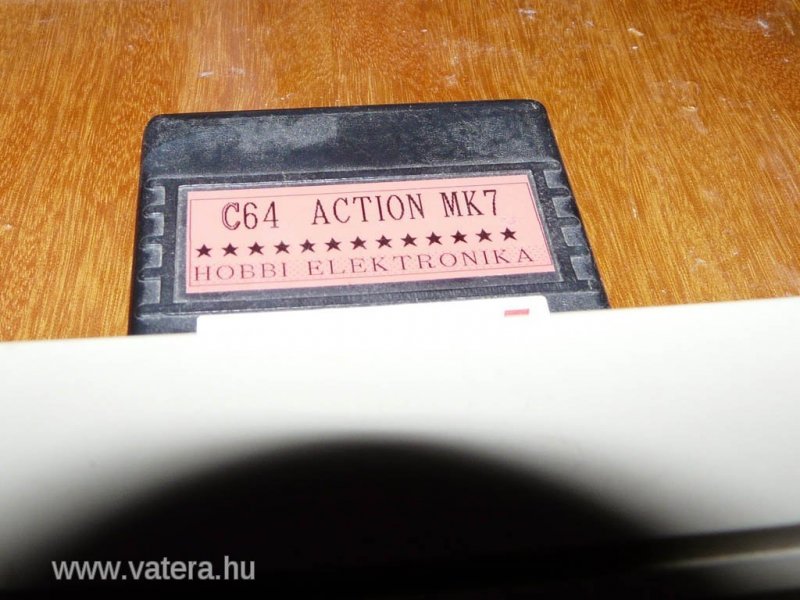 C64 ACTION MK7
★★★★★★★★★★★★★
HOBBI ELEKTRONIKA
www.vatera.hu